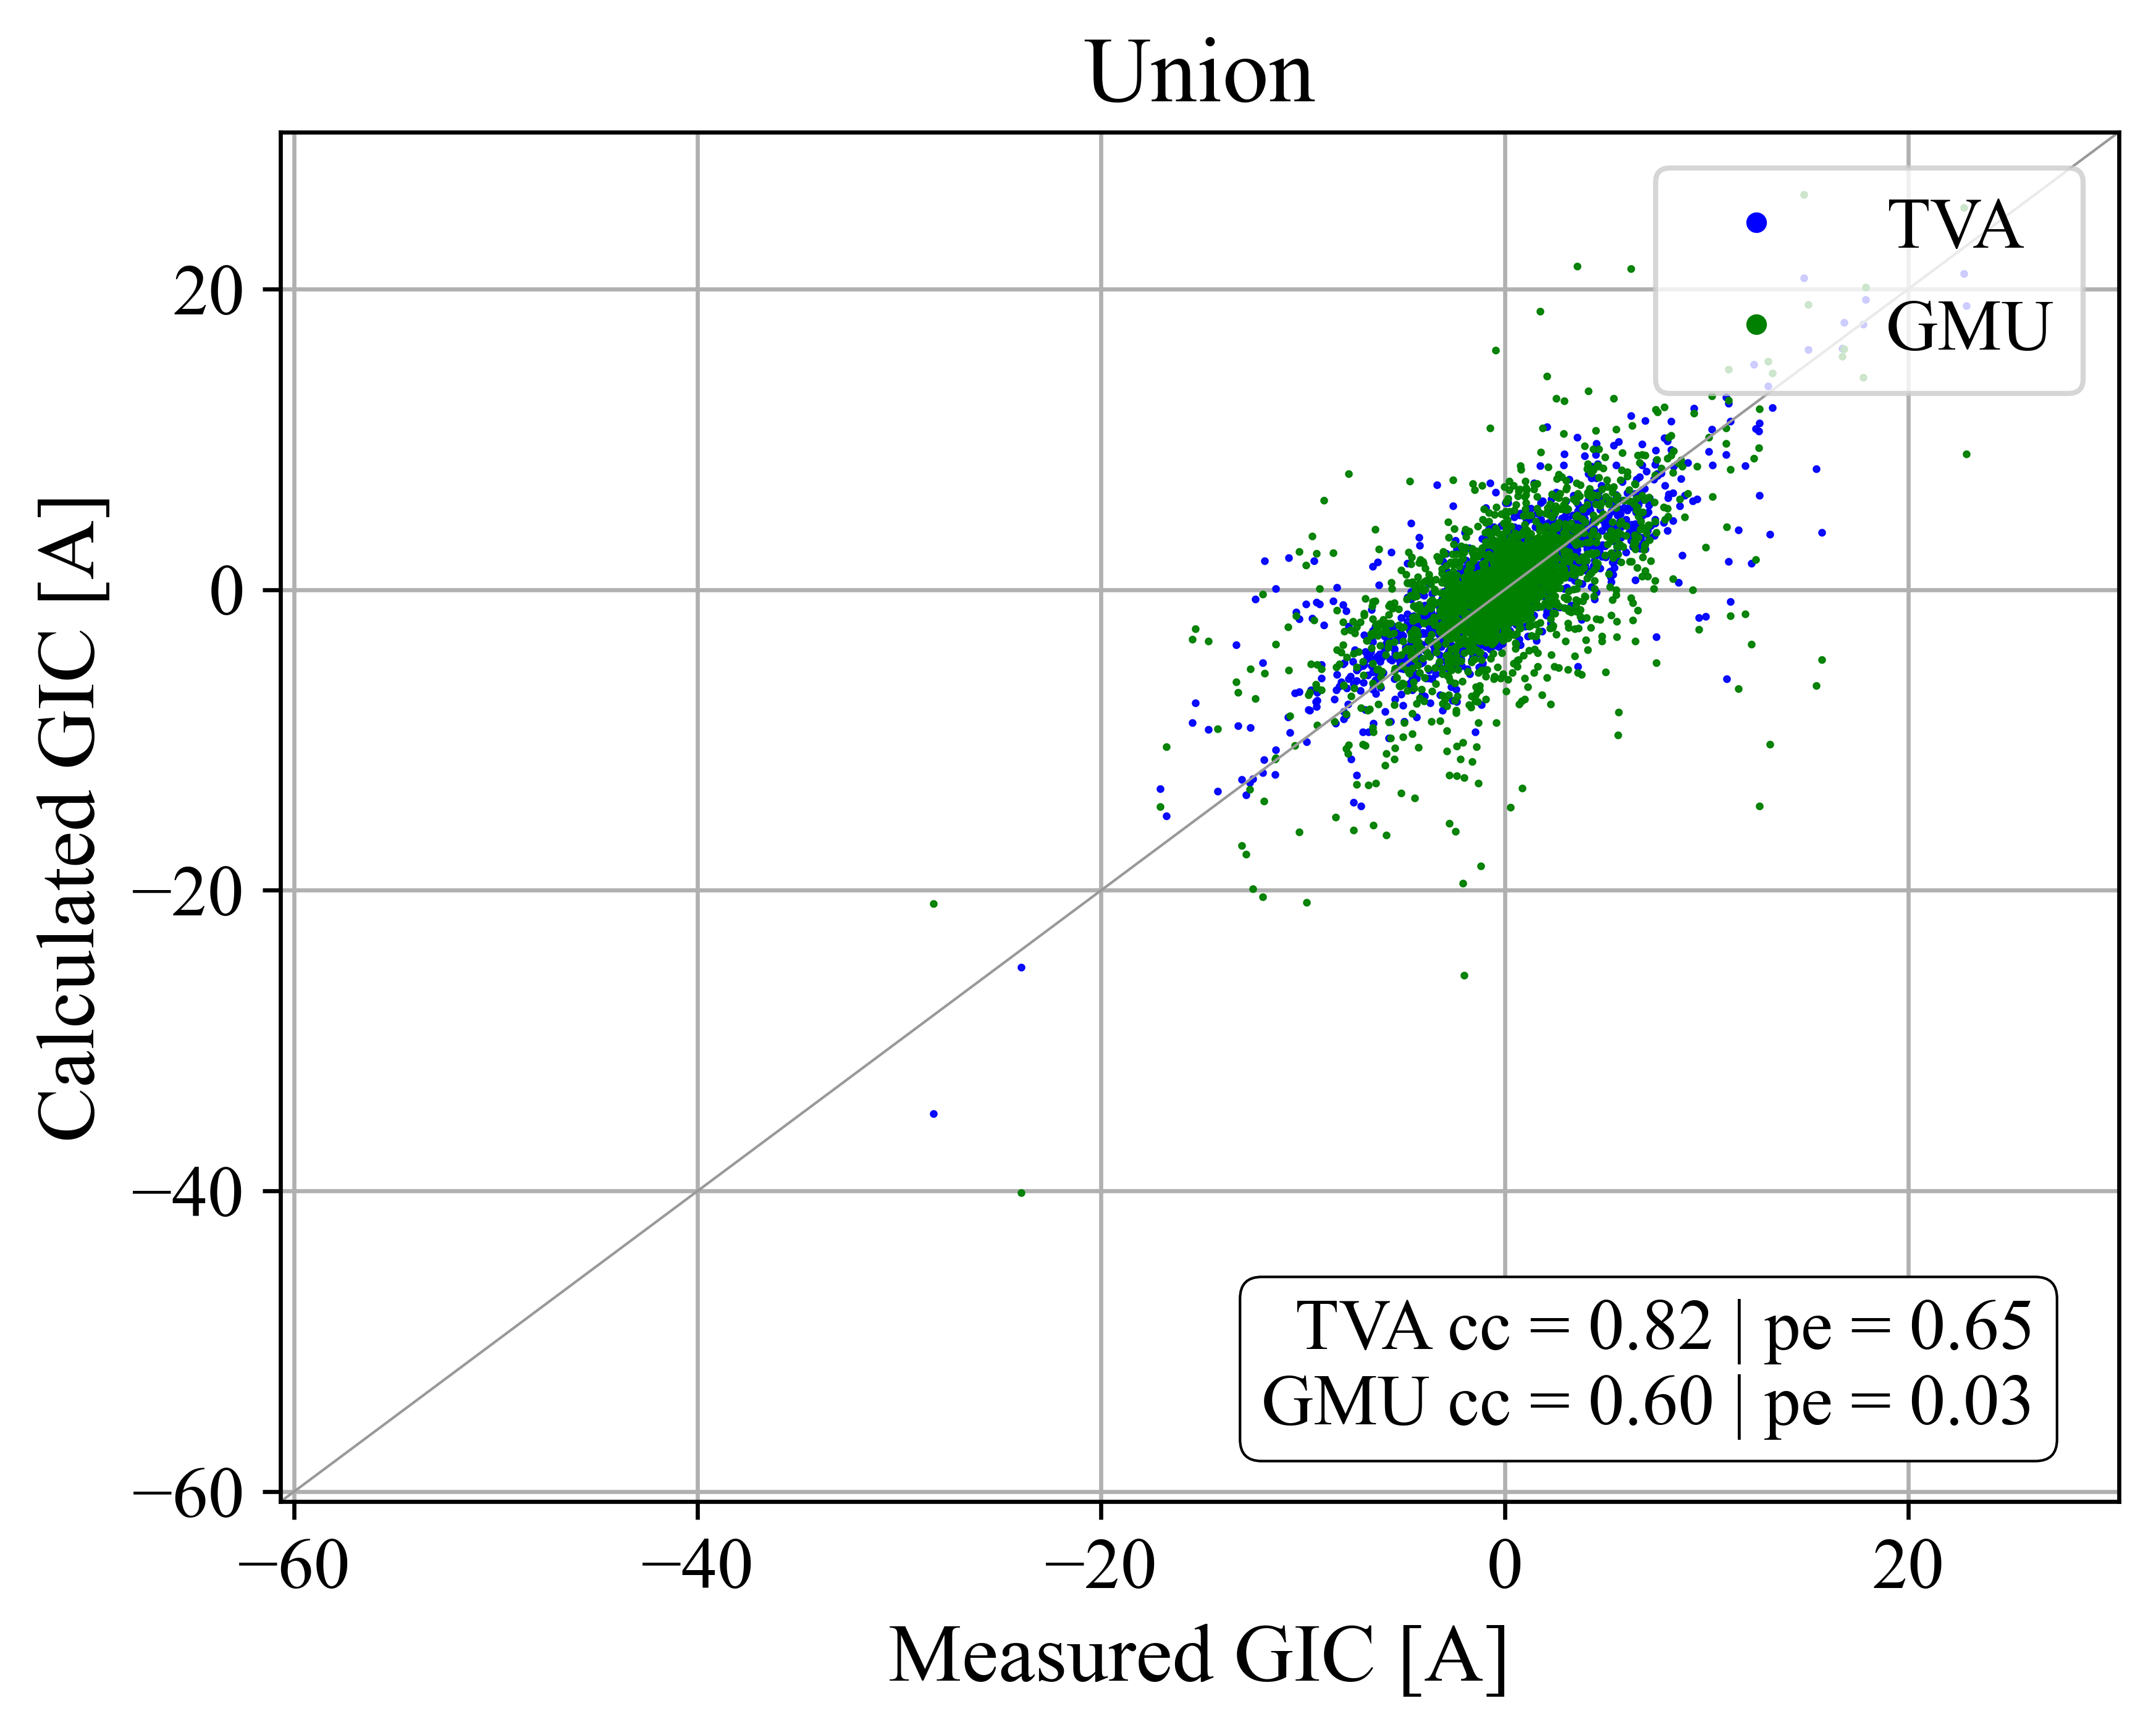 Union
TVA
GMU
Calculated GIC [A]
20
0
−20
−40
−60
TVA cc = 0.82 | pe = 0.65
GMU cc = 0.60 | pe = 0.03
−60
−40
−20
0
20
Measured GIC [A]